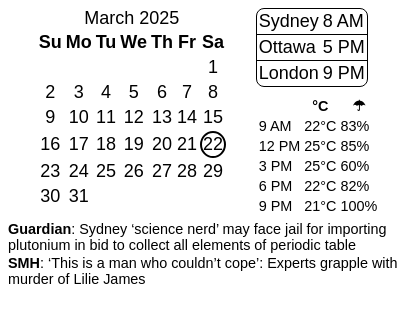 March 2025
Su Mo Tu We Th Fr Sa
1
2 3 4 5 6 7 8
9 10 11 12 13 14 15
16 17 18 19 20 21 22
23 24 25 26 27 28 29
30 31
Sydney 8 AM
Ottawa 5 PM
London 9 PM
°C ☂
9 AM 22°C 83%
12 PM 25°C 85%
3 PM 25°C 60%
6 PM 22°C 82%
9 PM 21°C 100%
Guardian: Sydney ‘science nerd’ may face jail for importing
plutonium in bid to collect all elements of periodic table
SMH: ‘This is a man who couldn’t cope’: Experts grapple with
murder of Lilie James